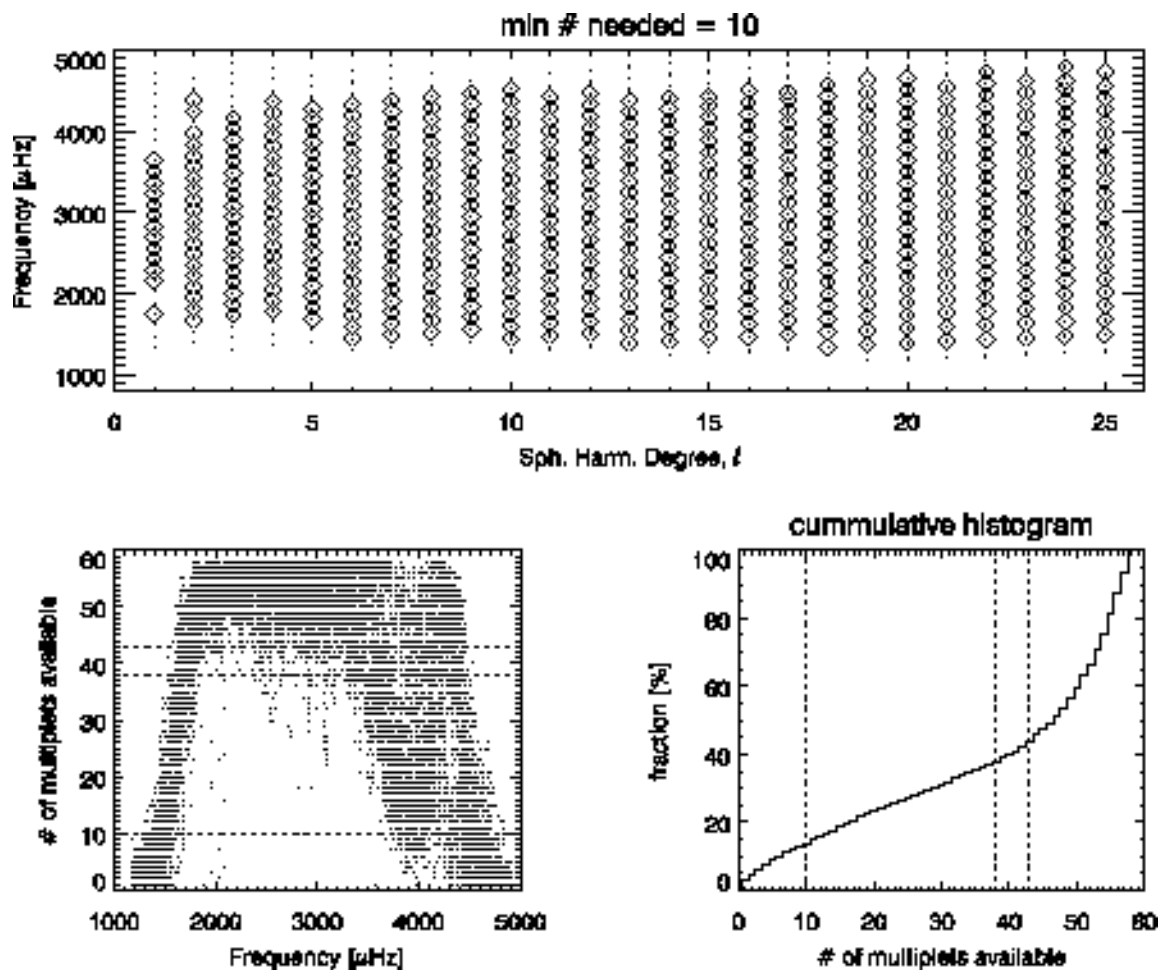 min # needed = 10
5000
4000
3000
2000
1000
Frequency [μHz]
0 5 10 15 20 25
Sph. Harm. Degree, ℓ
60
50
40
30
20
10
0
# of multiplets available
1000 2000 3000 4000 5000
Frequency [μHz]
cummulative histogram
100
80
60
40
20
0
fraction [%]
0 10 20 30 40 50 60
# of multiplets available